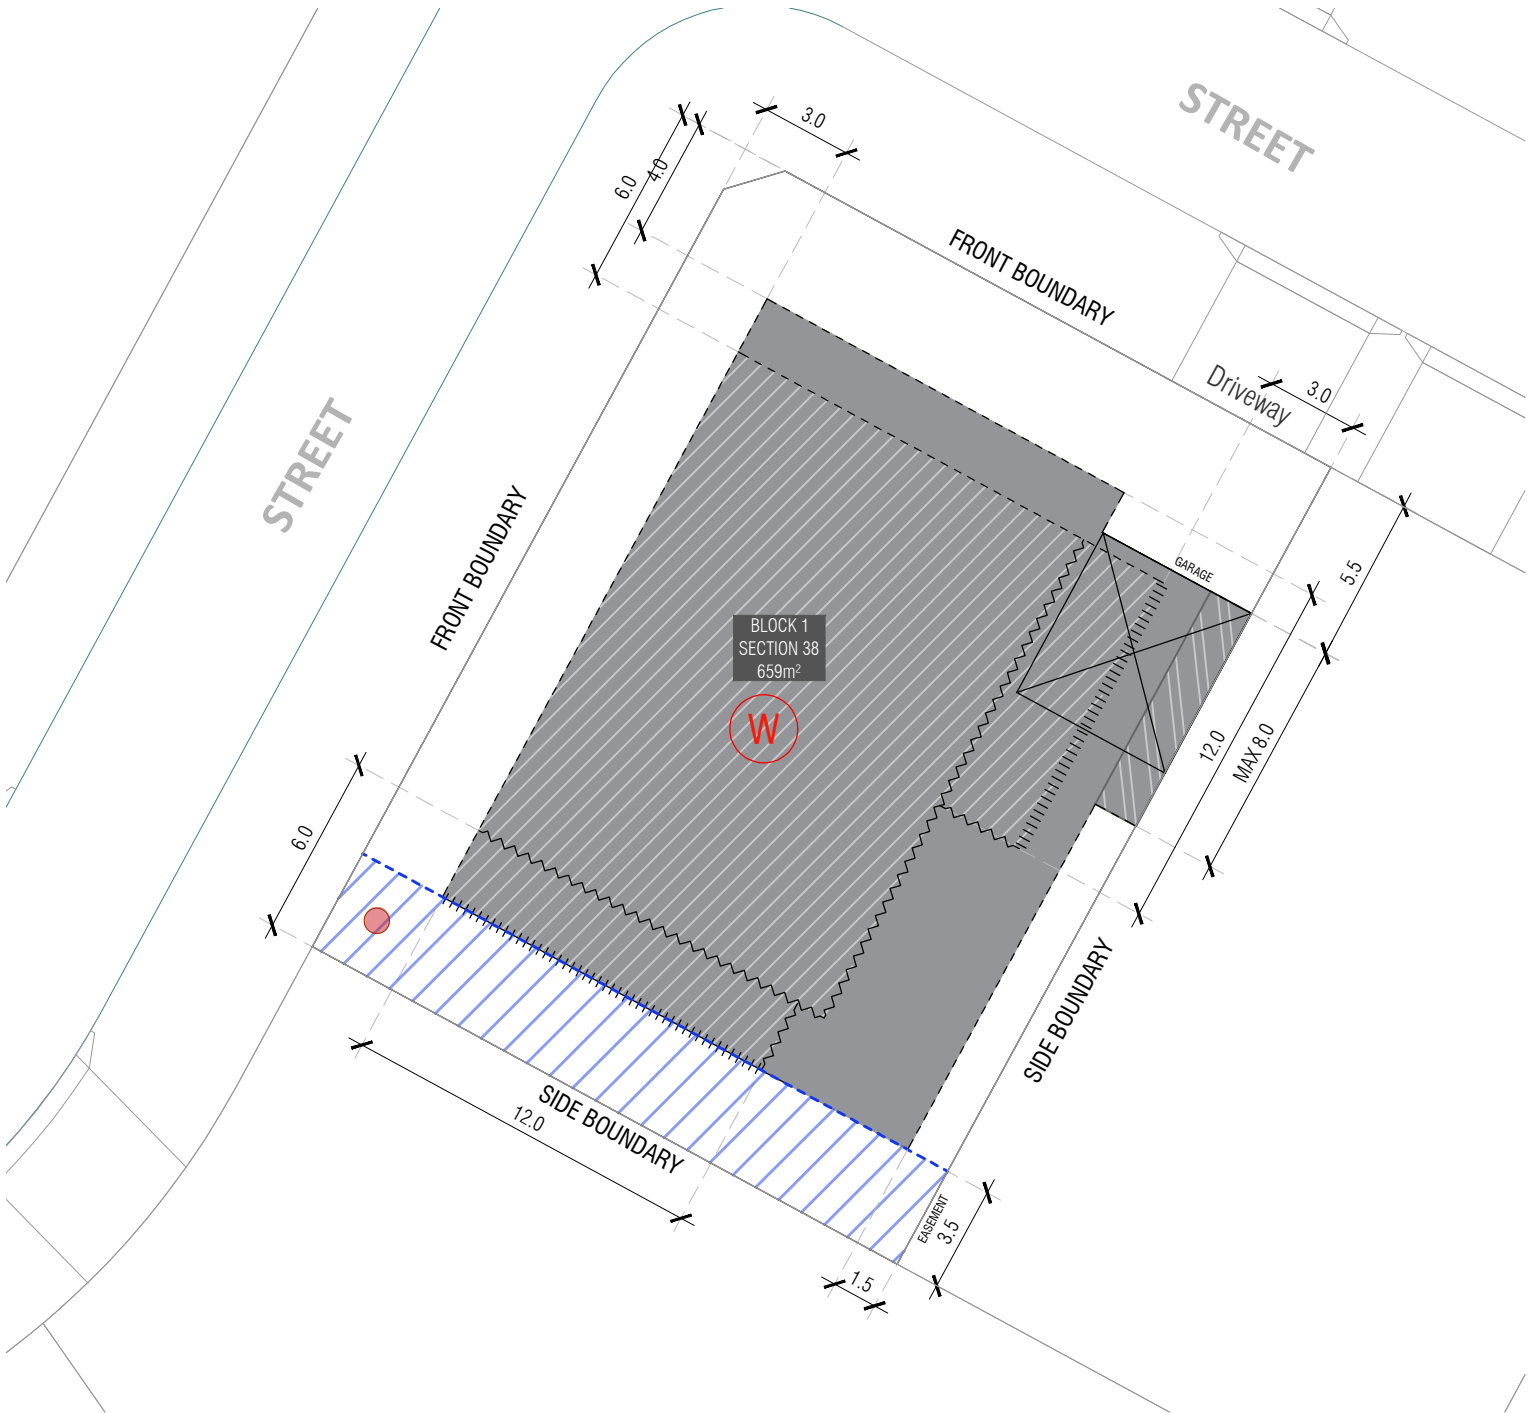 STREET
3.0
6.0
4.0
FRONT BOUNDARY
Driveway
3.0
STREET
FRONT BOUNDARY
GARAGE
5.5
BLOCK 1
SECTION 38
659m²
W
12.0
MAX 8.0
6.0
SIDE BOUNDARY
SIDE BOUNDARY
12.0
EASEMENT
3.5
1.5